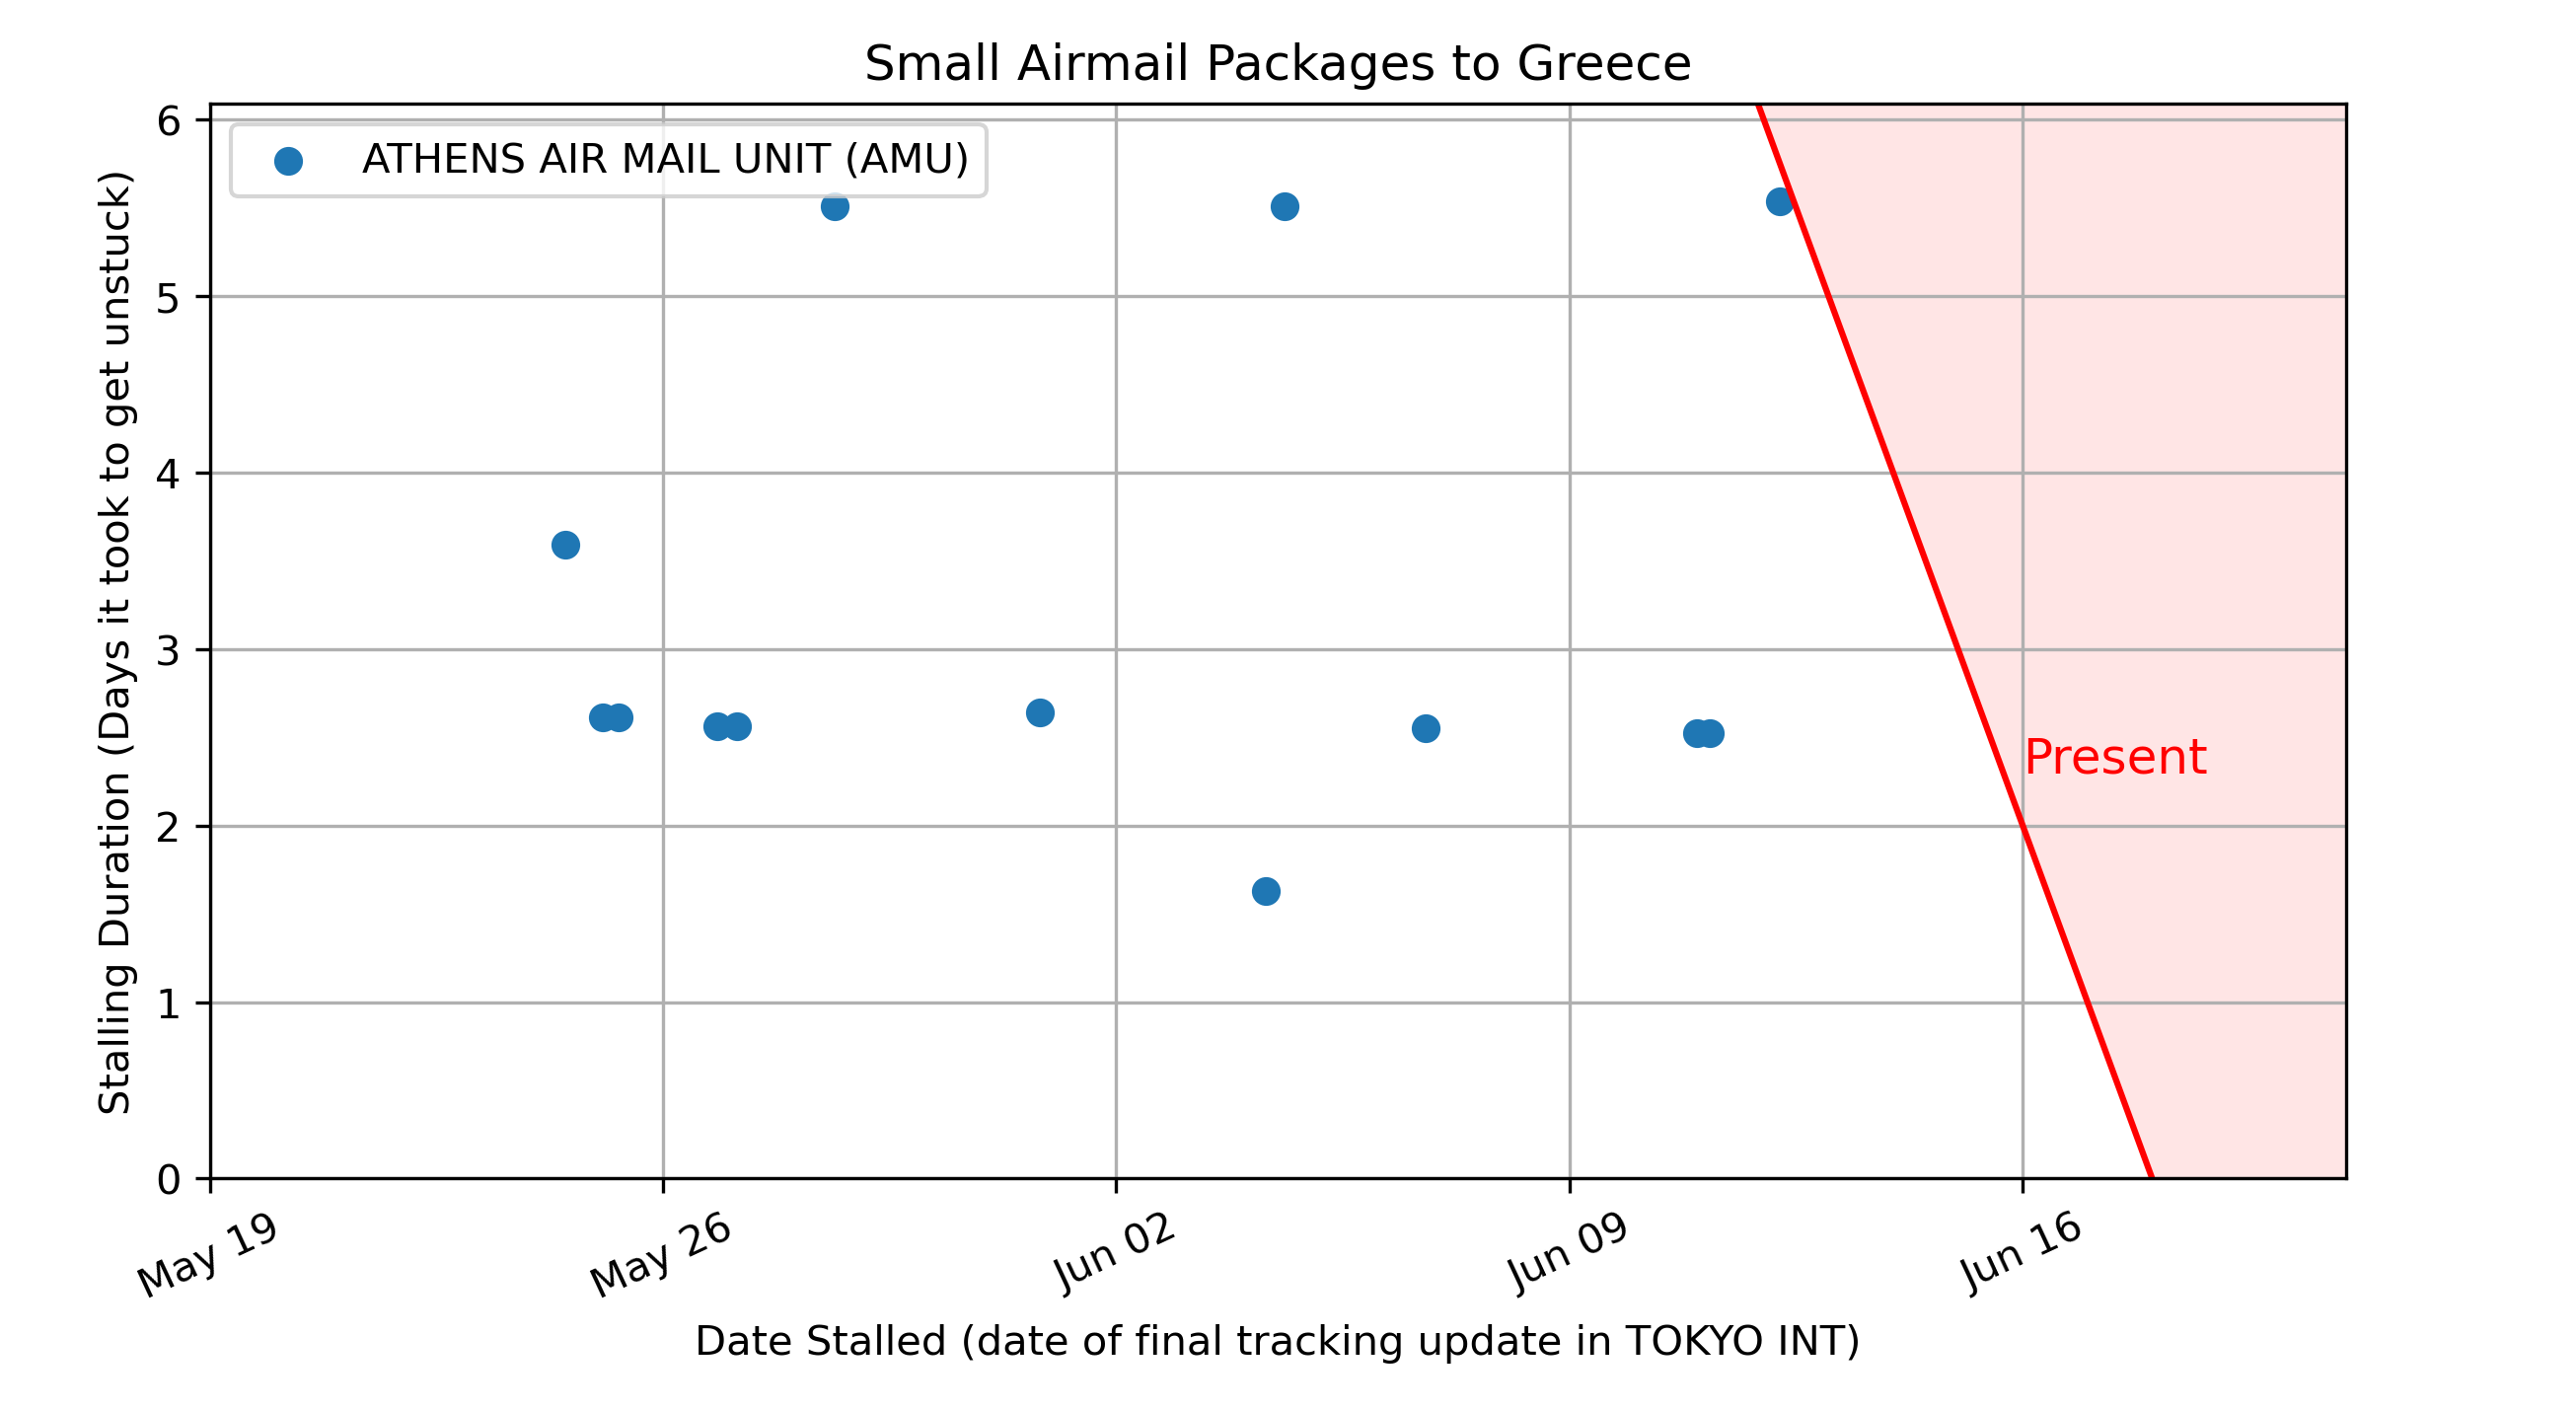 Small Airmail Packages to Greece
ATHENS AIR MAIL UNIT (AMU)
Stalling Duration (Days it took to get unstuck)
6
5
4
3
2
1
0
Present
May 19
May 26
Jun 02
Jun 09
Jun 16
Date Stalled (date of final tracking update in TOKYO INT)